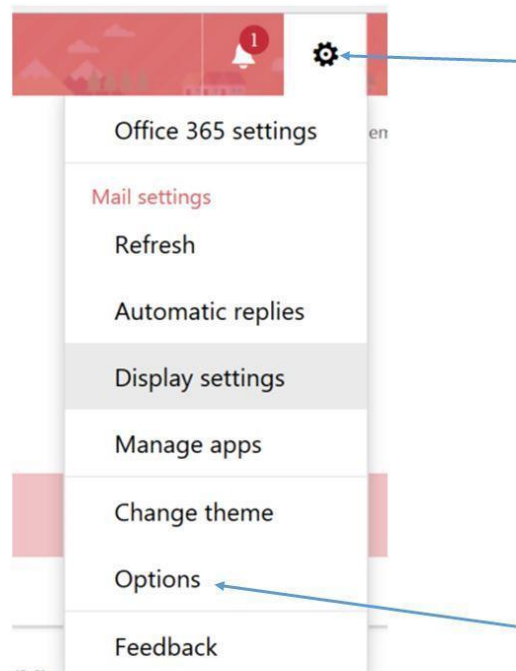 1
Office 365 settings
Mail settings
Refresh
Automatic replies
Display settings
Manage apps
Change theme
Options
Feedback